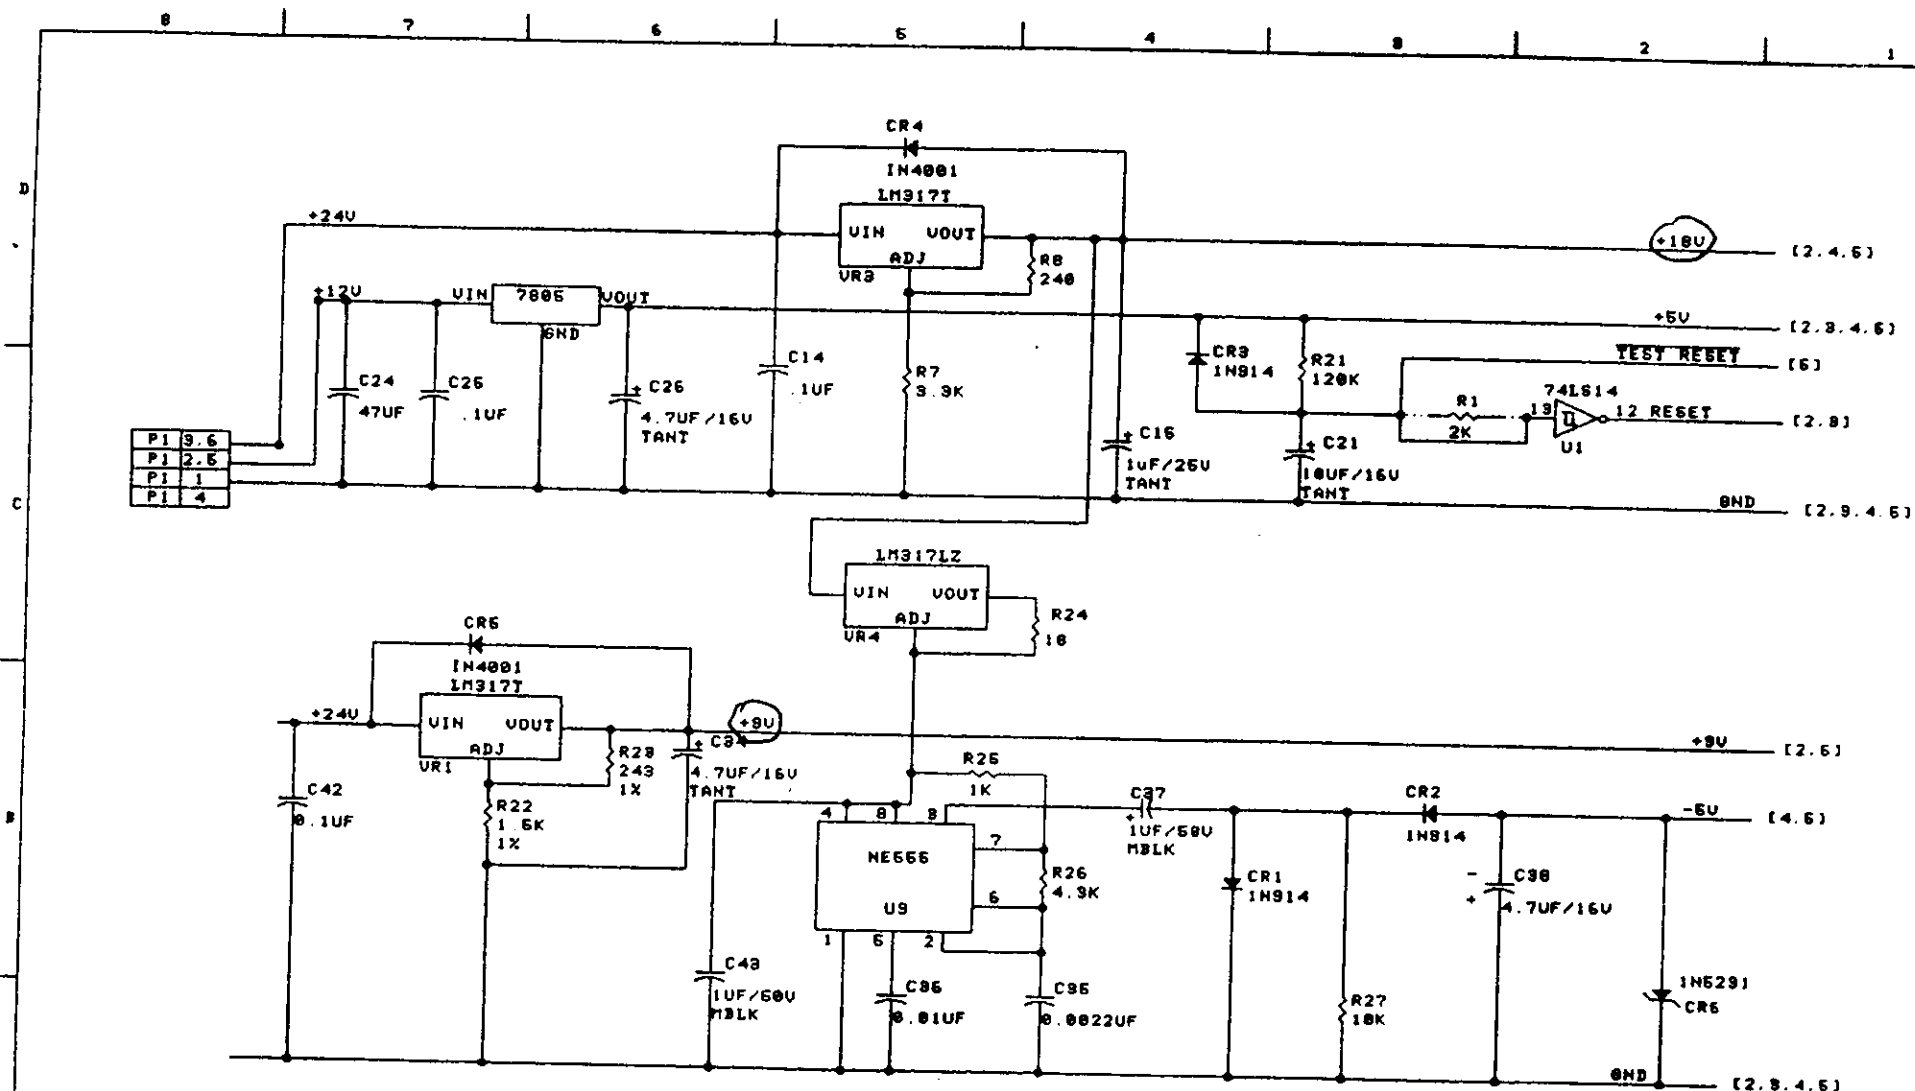 8 7 6 5 4 3 2 1
D
CR4
IN4001
LM317T
+24V
VIN VOUT
ADJ
VR3
R8
240
+18V
[2.4.5]
+12V
VIN 7805 VOUT
GND
+5V
[2.3.4.5]
C24
47UF
C25
.1UF
C26
4.7UF/16V
TANT
C14
.1UF
R7
3.3K
CR3
1N914
R21
120K
TEST RESET
[5]
74LS14
R1
2K
13
12 RESET
[2.3]
U1
P1 3.6
P1 2.5
P1 1
P1 4
+ C15
1uF/25V
TANT
+ C21
10UF/16V
TANT
C
GND
[2.3.4.5]
LM317LZ
VIN VOUT
ADJ
VR4
R24
18
CR5
IN4001
LM317T
+24V
VIN VOUT
ADJ
VR1
+9V
+9V
[2.5]
R23
243
1%
+
4.7UF/16V
TANT
R22
1.5K
1%
C42
0.1UF
B
R25
1K
4 8 3
NE555
U9
7
6
1 5 2
R26
4.3K
C37
+
1UF/50V
MBLK
CR2
1N914
-5V
[4.5]
CR1
1N914
-
+
C38
4.7UF/16V
C43
1UF/50V
MBLK
C36
0.01UF
C35
0.0022UF
R27
10K
1N5231
CR6
GND
[2.3.4.5]